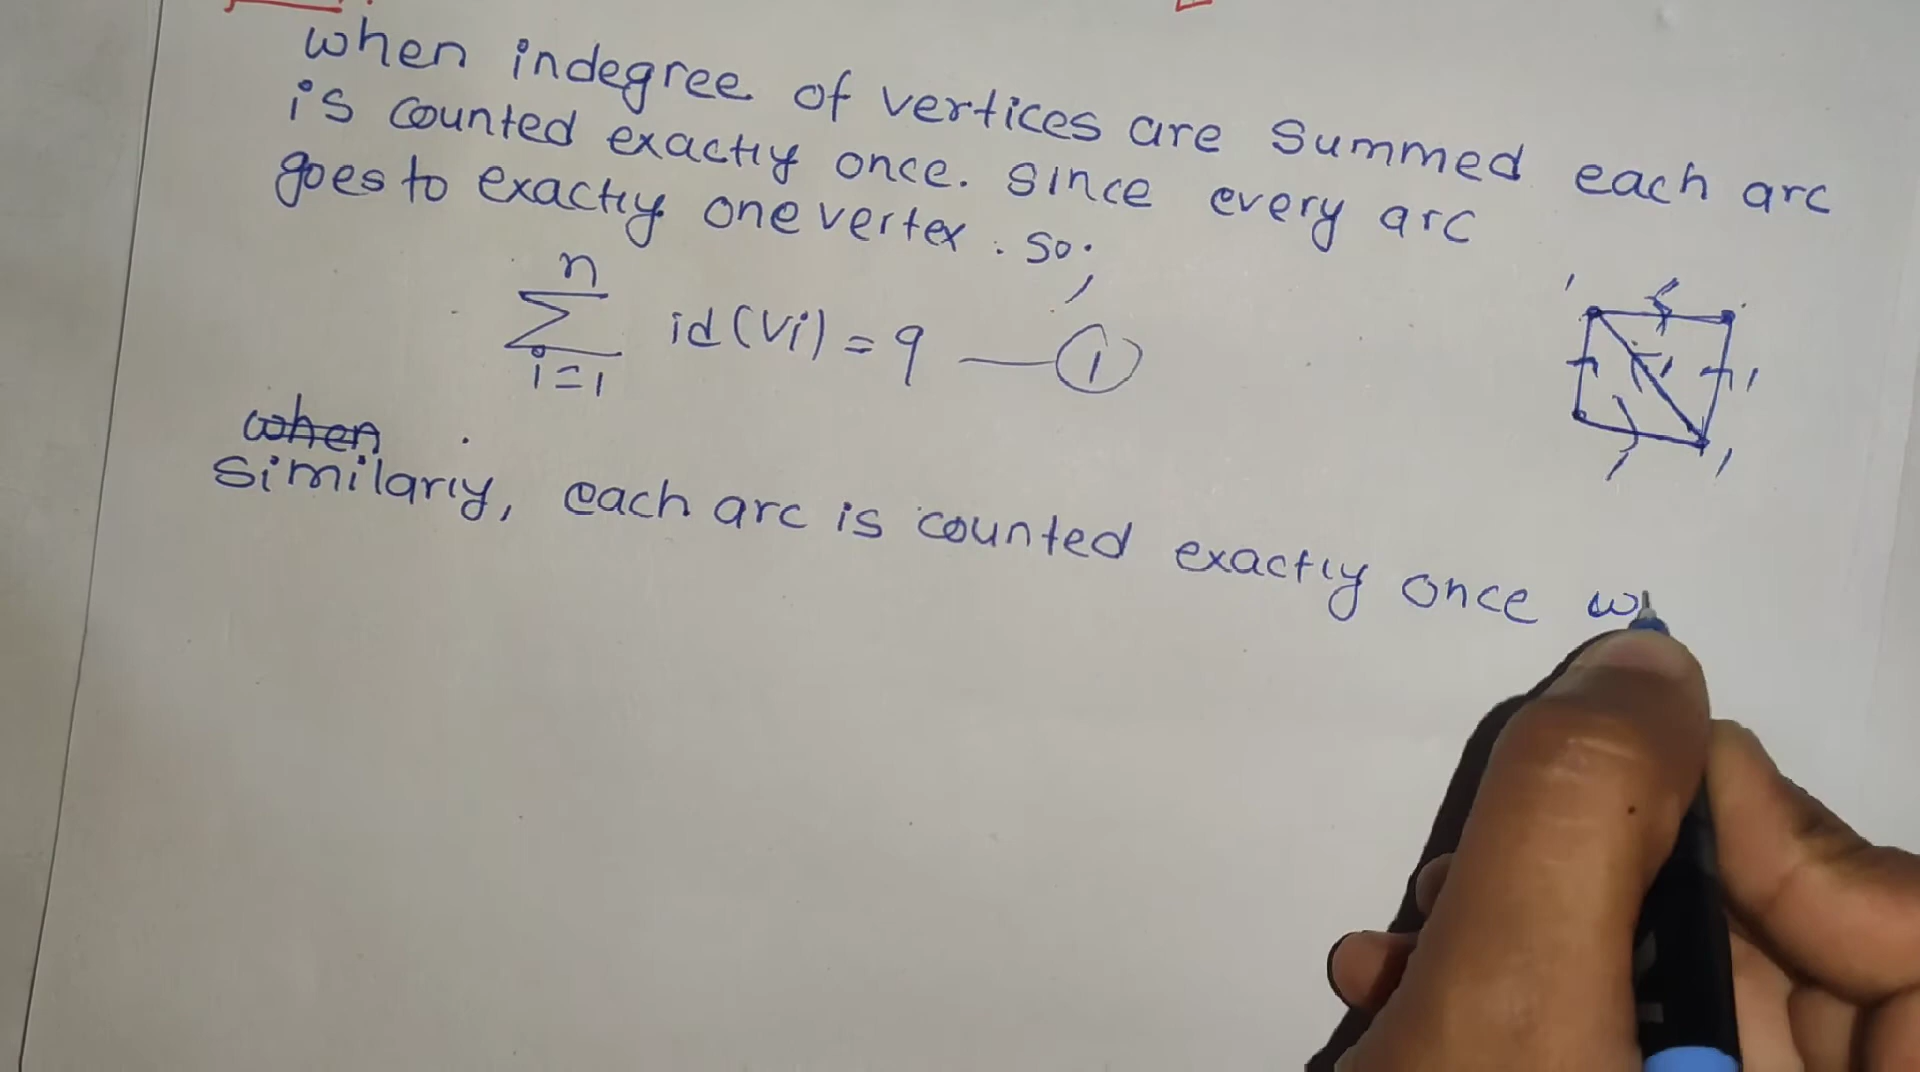 when indegree of vertices are summed each arc
is counted exactly once. since every arc
goes to exactly one vertex. so;
n
∑ id(vi) = q — ①
i=1
when
similarly, each arc is counted exactly once w